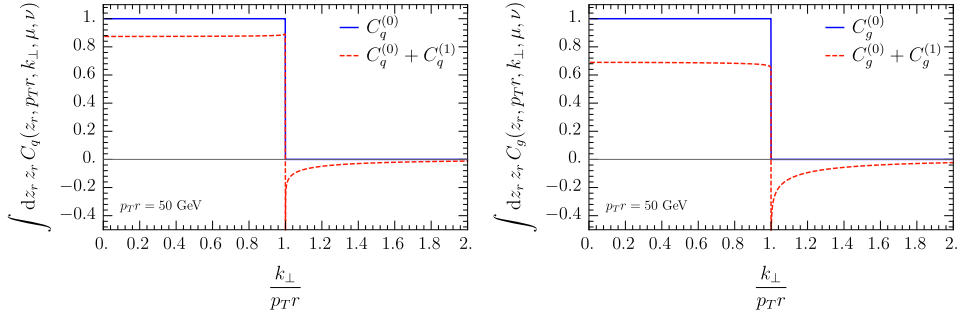 ∫ dz_r z_r C_q(z_r, p_T r, k_⊥, μ, ν)
1.
0.8
0.6
0.4
0.2
0.
−0.2
−0.4
C_q^(0)
C_q^(0) + C_q^(1)
p_T r = 50 GeV
0. 0.2 0.4 0.6 0.8 1. 1.2 1.4 1.6 1.8 2.
k_⊥
p_T r
∫ dz_r z_r C_g(z_r, p_T r, k_⊥, μ, ν)
1.
0.8
0.6
0.4
0.2
0.
−0.2
−0.4
C_g^(0)
C_g^(0) + C_g^(1)
p_T r = 50 GeV
0. 0.2 0.4 0.6 0.8 1. 1.2 1.4 1.6 1.8 2.
k_⊥
p_T r